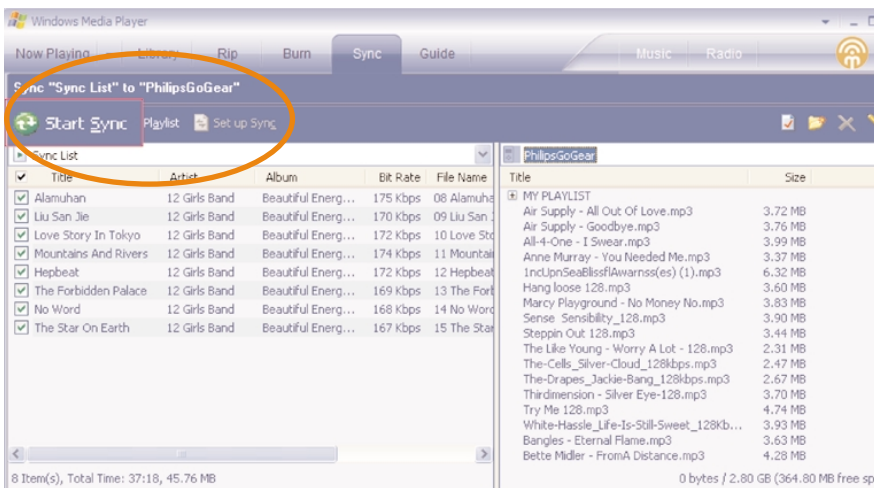 Windows Media Player
Now Playing Library Rip Burn Sync Guide Music Radio
Sync "Sync List" to "PhilipsGoGear"
Start Sync Playlist Set up Sync
Sync List
Title Artist Album Bit Rate File Name
Alamuhan 12 Girls Band Beautiful Energ... 175 Kbps 08 Alamuha
Liu San Jie 12 Girls Band Beautiful Energ... 170 Kbps 09 Liu San J
Love Story In Tokyo 12 Girls Band Beautiful Energ... 172 Kbps 10 Love Sto
Mountains And Rivers 12 Girls Band Beautiful Energ... 174 Kbps 11 Mountai
Hepbeat 12 Girls Band Beautiful Energ... 172 Kbps 12 Hepbeat
The Forbidden Palace 12 Girls Band Beautiful Energ... 169 Kbps 13 The Forb
No Word 12 Girls Band Beautiful Energ... 168 Kbps 14 No Word
The Star On Earth 12 Girls Band Beautiful Energ... 167 Kbps 15 The Star
8 Item(s), Total Time: 37:18, 45.76 MB
PhilipsGoGear
Title Size
MY PLAYLIST
Air Supply - All Out Of Love.mp3 3.72 MB
Air Supply - Goodbye.mp3 3.76 MB
All-4-One - I Swear.mp3 3.99 MB
Anne Murray - You Needed Me.mp3 3.37 MB
1ncUpnSeaBlissflAwarnss(es) (1).mp3 6.32 MB
Hang loose 128.mp3 3.60 MB
Marcy Playground - No Money No.mp3 3.83 MB
Sense Sensibility_128.mp3 3.90 MB
Steppin Out 128.mp3 3.44 MB
The Like Young - Worry A Lot - 128.mp3 2.31 MB
The-Cells_Silver-Cloud_128kbps.mp3 2.47 MB
The-Drapes_Jackie-Bang_128kbps.mp3 2.67 MB
Thirdimension - Silver Eye-128.mp3 3.70 MB
Try Me 128.mp3 4.74 MB
White-Hassle_Life-Is-Still-Sweet_128Kb... 3.93 MB
Bangles - Eternal Flame.mp3 3.63 MB
Bette Midler - FromA Distance.mp3 4.28 MB
0 bytes / 2.80 GB (364.80 MB free sp